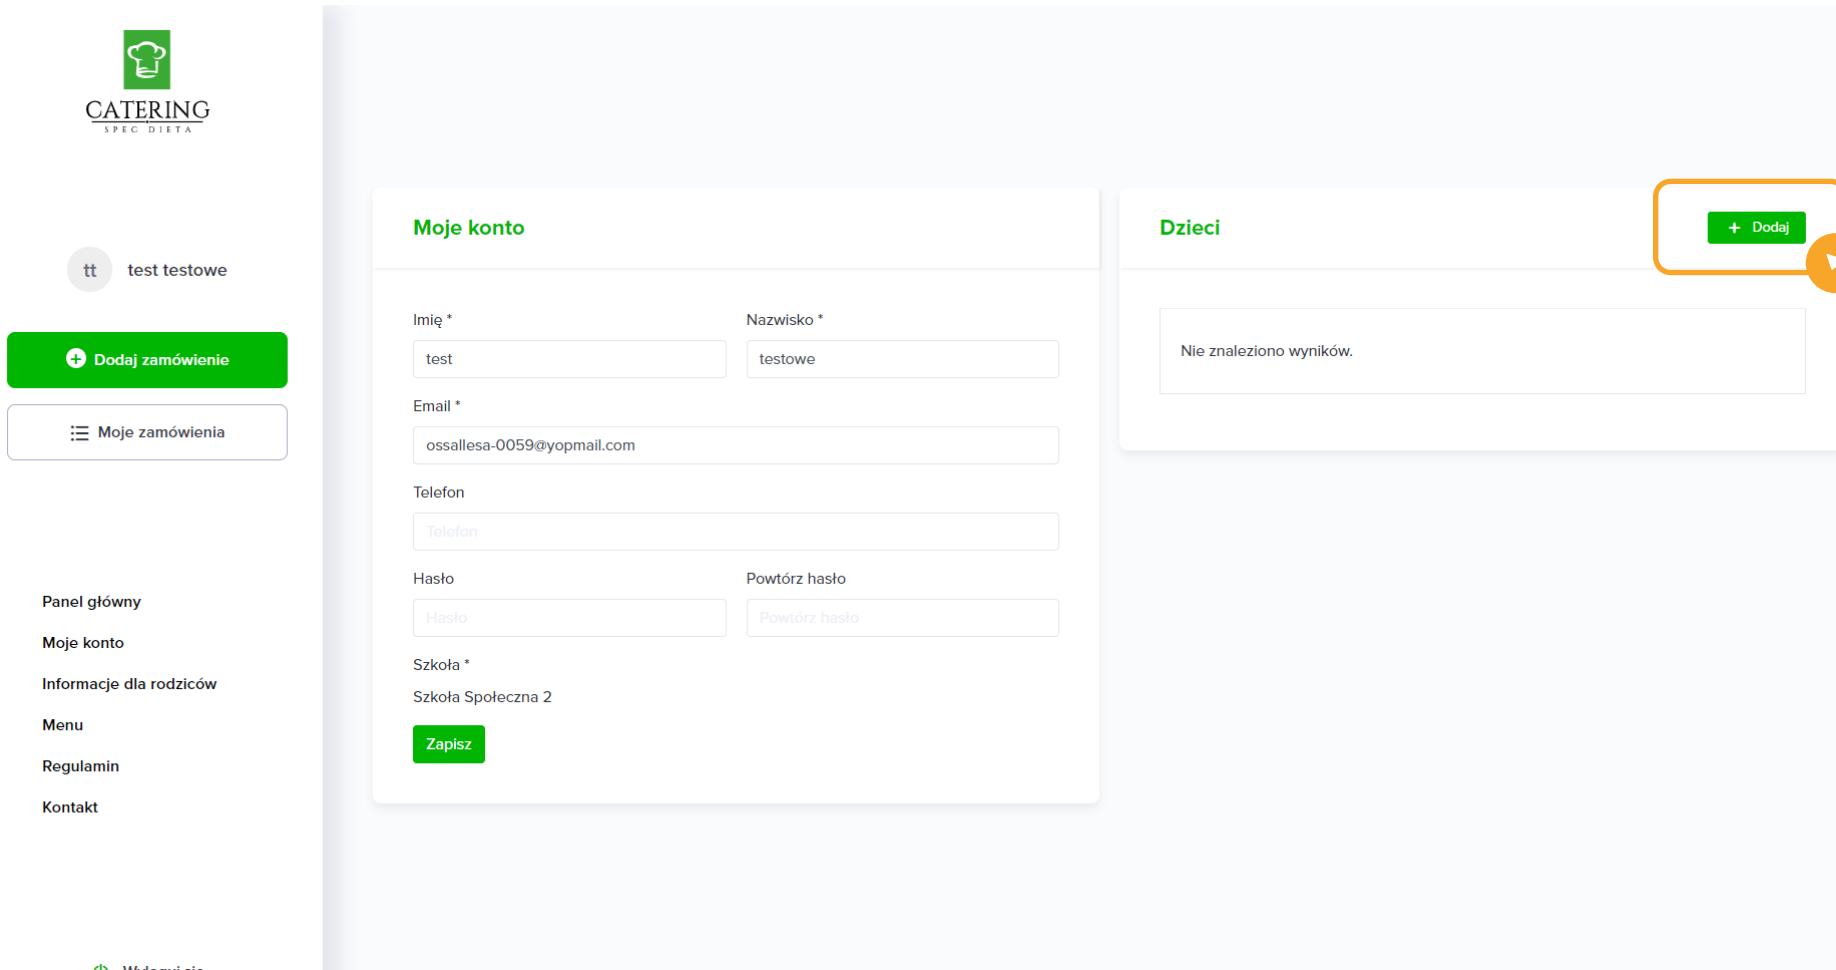 CATERING
SPEC DIETA
tt test testowe
Dodaj zamówienie
Moje zamówienia
Panel główny
Moje konto
Informacje dla rodziców
Menu
Regulamin
Kontakt
Wyloguj się
Moje konto
Imię * Nazwisko *
test testowe
Email *
ossallesa-0059@yopmail.com
Telefon
Telefon
Hasło Powtórz hasło
Hasło Powtórz hasło
Szkoła *
Szkoła Społeczna 2
Zapisz
Dzieci
+ Dodaj
Nie znaleziono wyników.